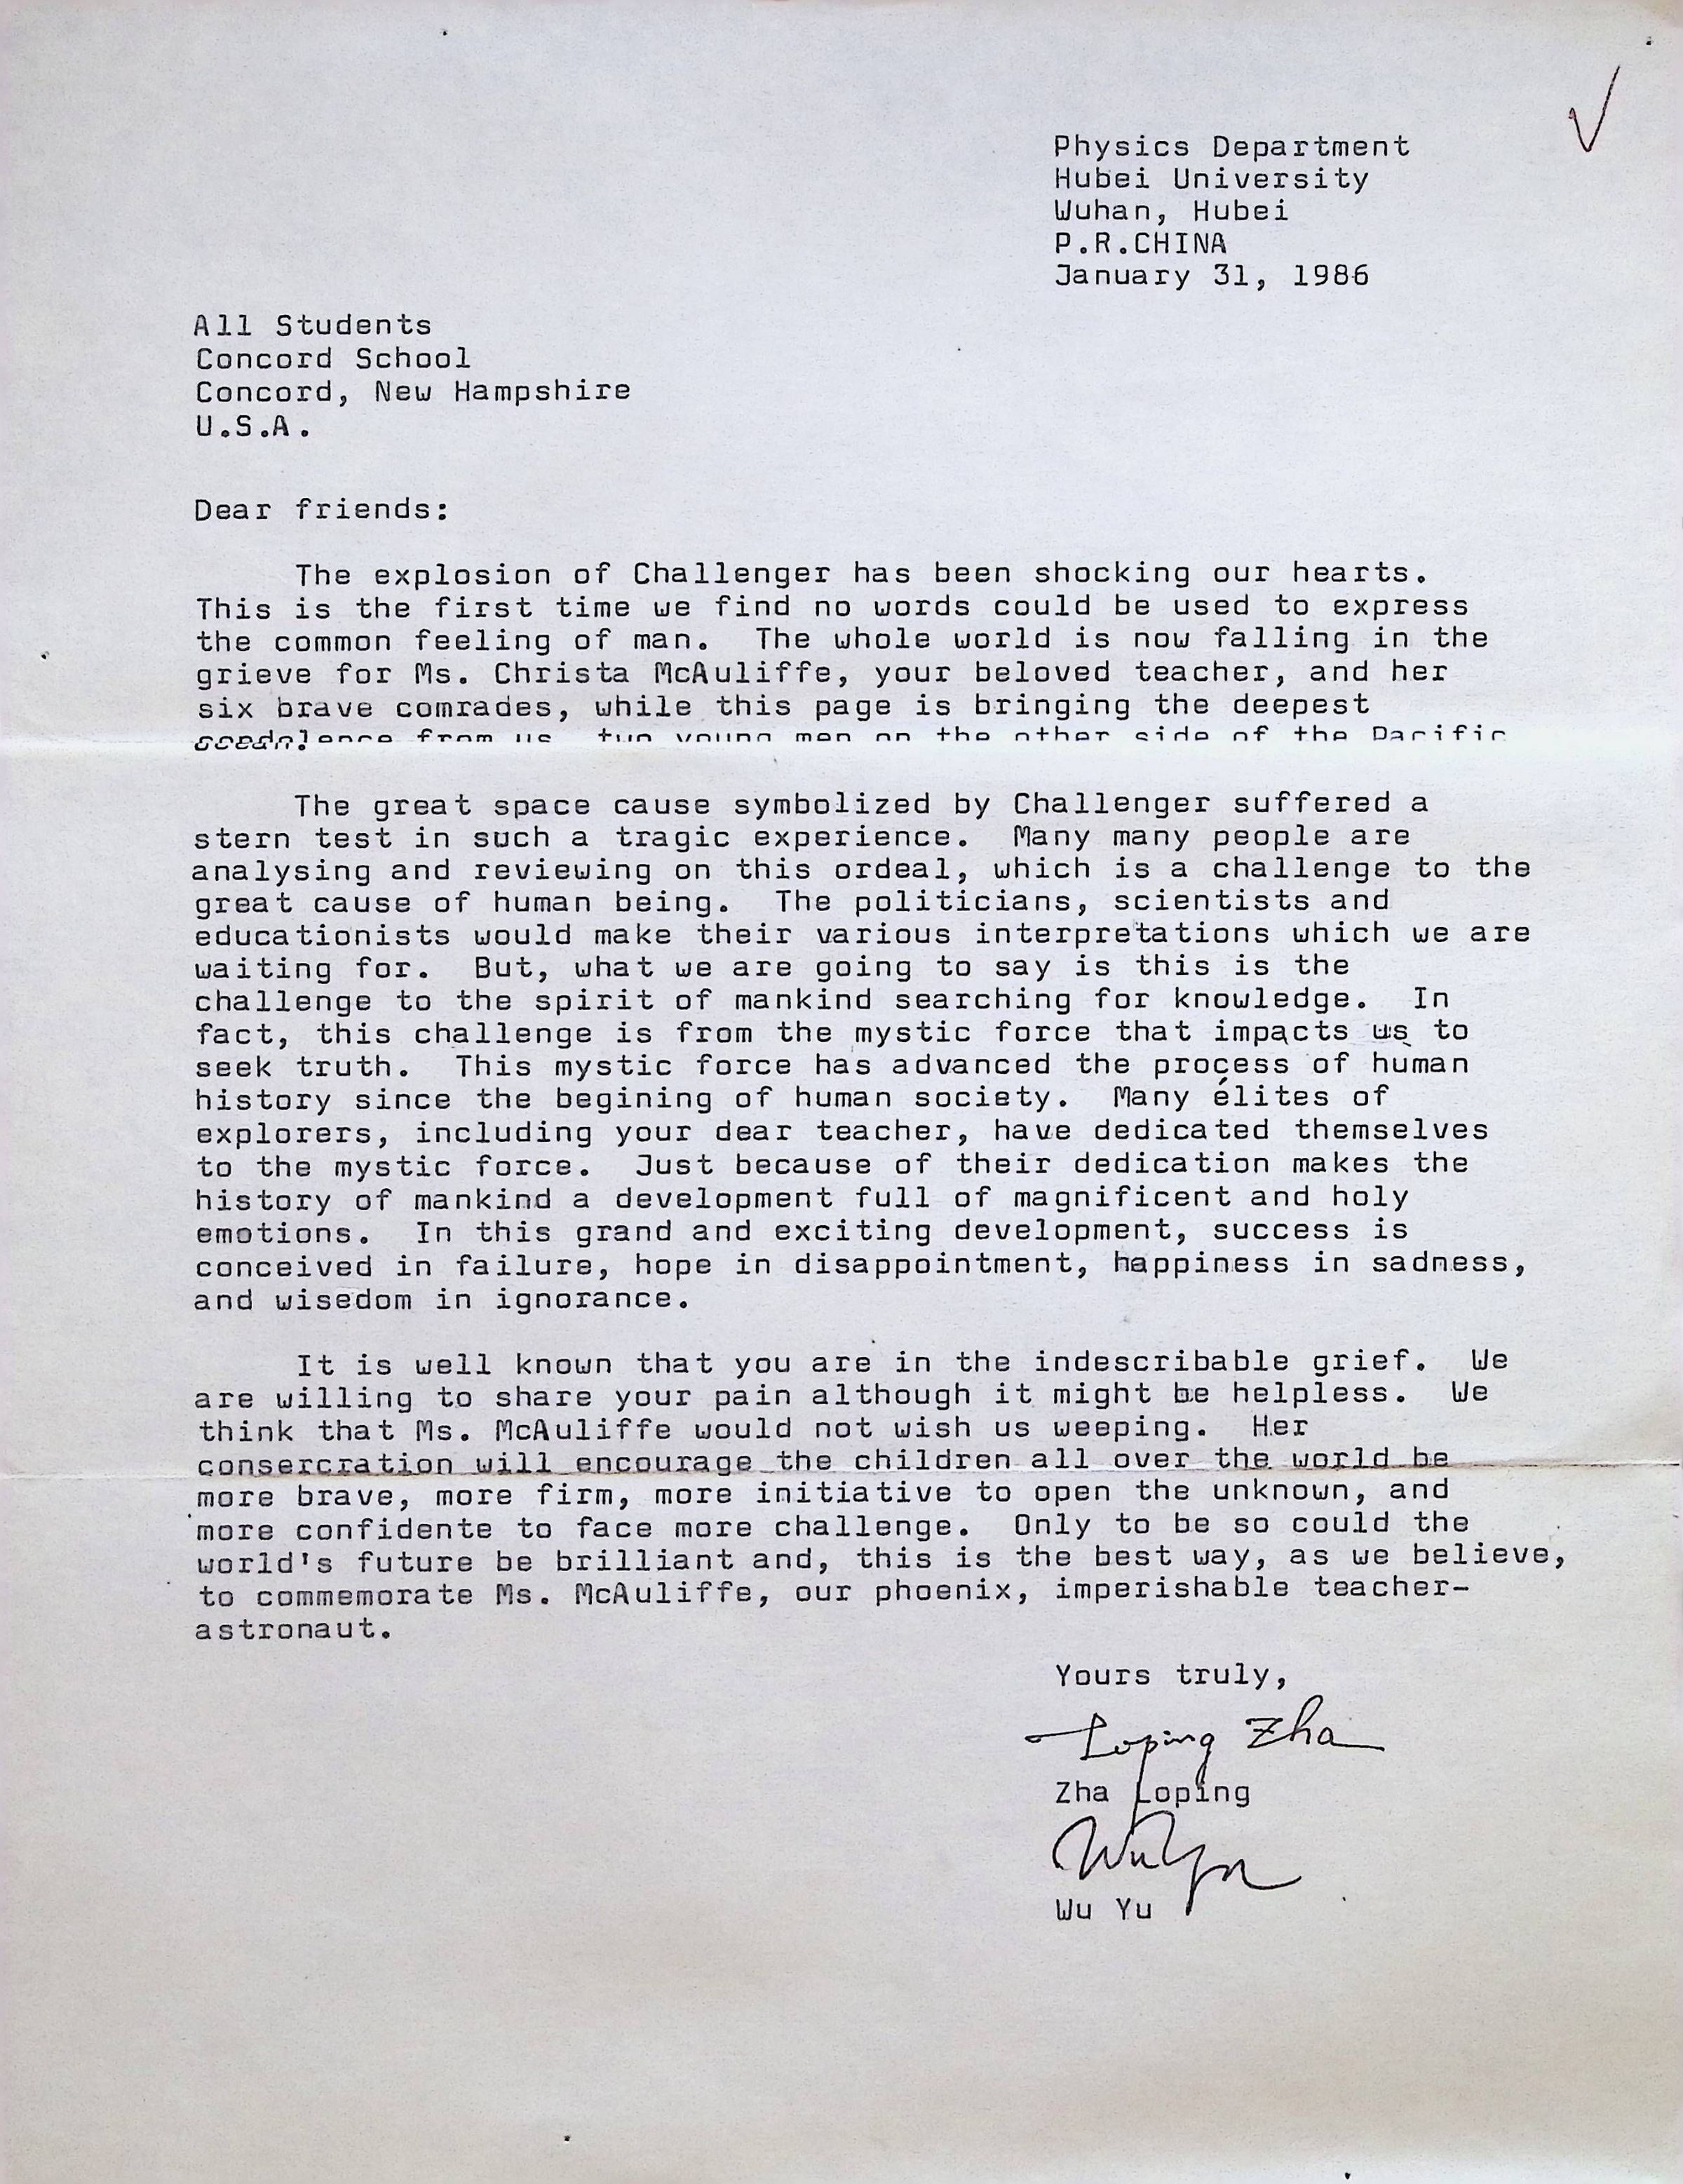 Physics Department
Hubei University
Wuhan, Hubei
P.R.CHINA
January 31, 1986
All Students
Concord School
Concord, New Hampshire
U.S.A.
Dear friends:
The explosion of Challenger has been shocking our hearts.
This is the first time we find no words could be used to express
the common feeling of man. The whole world is now falling in the
grieve for Ms. Christa McAuliffe, your beloved teacher, and her
six brave comrades, while this page is bringing the deepest
condolence from us two young men on the other side of the Pacific
ocean.
The great space cause symbolized by Challenger suffered a
stern test in such a tragic experience. Many many people are
analysing and reviewing on this ordeal, which is a challenge to the
great cause of human being. The politicians, scientists and
educationists would make their various interpretations which we are
waiting for. But, what we are going to say is this is the
challenge to the spirit of mankind searching for knowledge. In
fact, this challenge is from the mystic force that impacts us to
seek truth. This mystic force has advanced the process of human
history since the begining of human society. Many élites of
explorers, including your dear teacher, have dedicated themselves
to the mystic force. Just because of their dedication makes the
history of mankind a development full of magnificent and holy
emotions. In this grand and exciting development, success is
conceived in failure, hope in disappointment, happiness in sadness,
and wisedom in ignorance.
It is well known that you are in the indescribable grief. We
are willing to share your pain although it might be helpless. We
think that Ms. McAuliffe would not wish us weeping. Her
consercration will encourage the children all over the world be
more brave, more firm, more initiative to open the unknown, and
more confidente to face more challenge. Only to be so could the
world's future be brilliant and, this is the best way, as we believe,
to commemorate Ms. McAuliffe, our phoenix, imperishable teacher-
astronaut.
Yours truly,
Loping Zha
Zha Loping
Wu Yu
Wu Yu